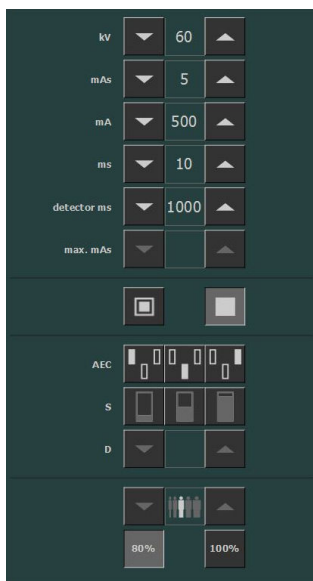 kV 60
mAs 5
mA 500
ms 10
detector ms 1000
max. mAs
AEC
S
D
80% 100%